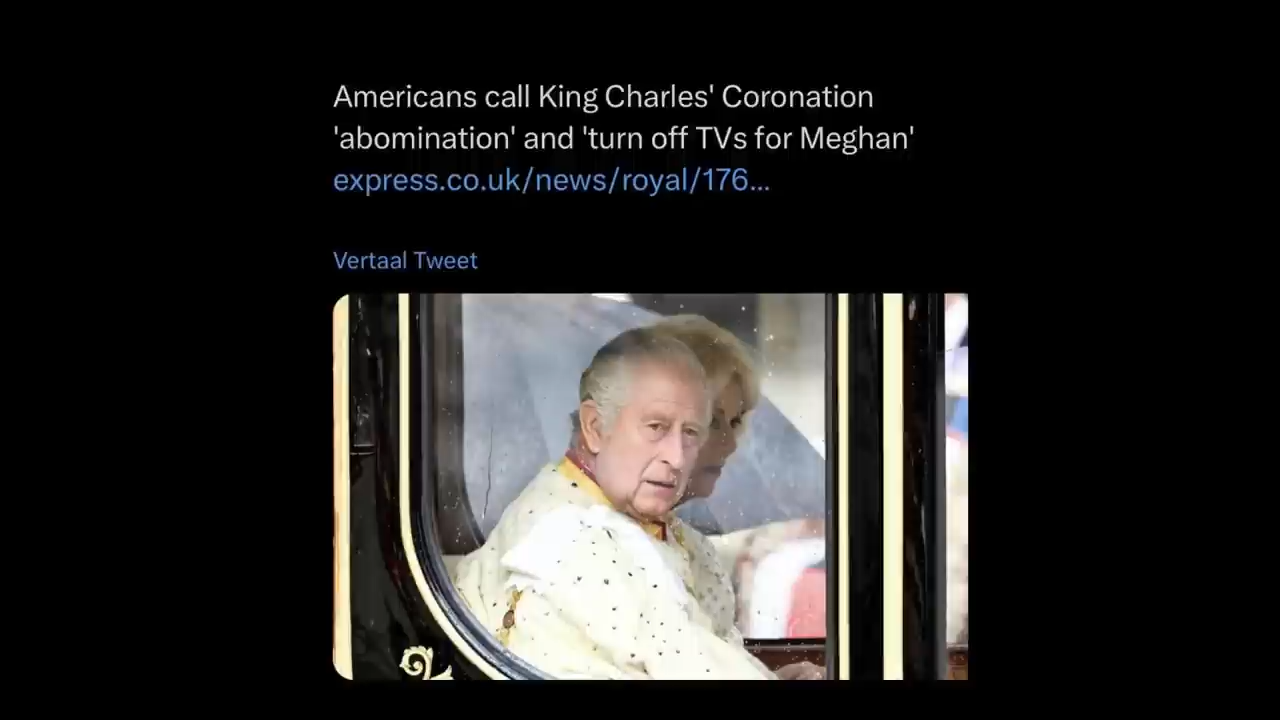 Americans call King Charles' Coronation
'abomination' and 'turn off TVs for Meghan'
express.co.uk/news/royal/176...
Vertaal Tweet